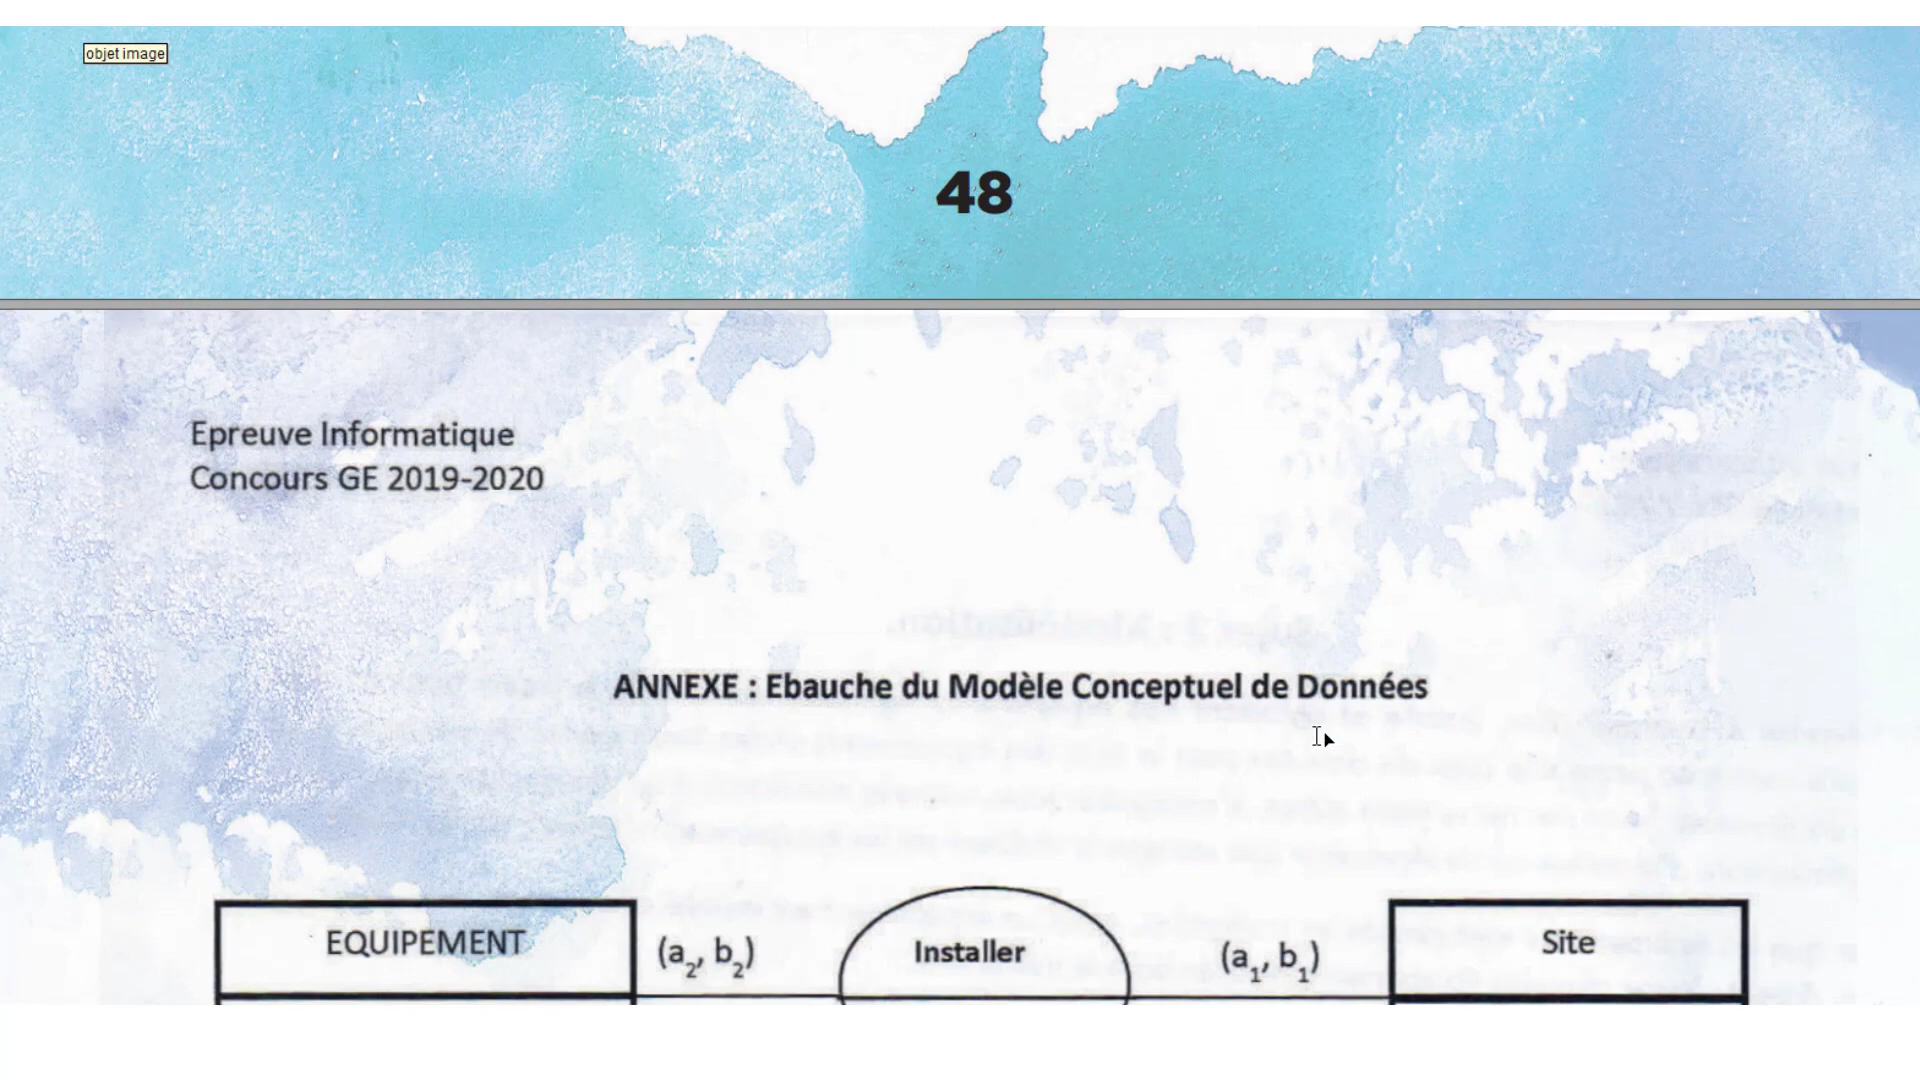 objet image
48
Epreuve Informatique
Concours GE 2019-2020
ANNEXE : Ebauche du Modèle Conceptuel de Données
EQUIPEMENT (a2, b2) Installer (a1, b1) Site